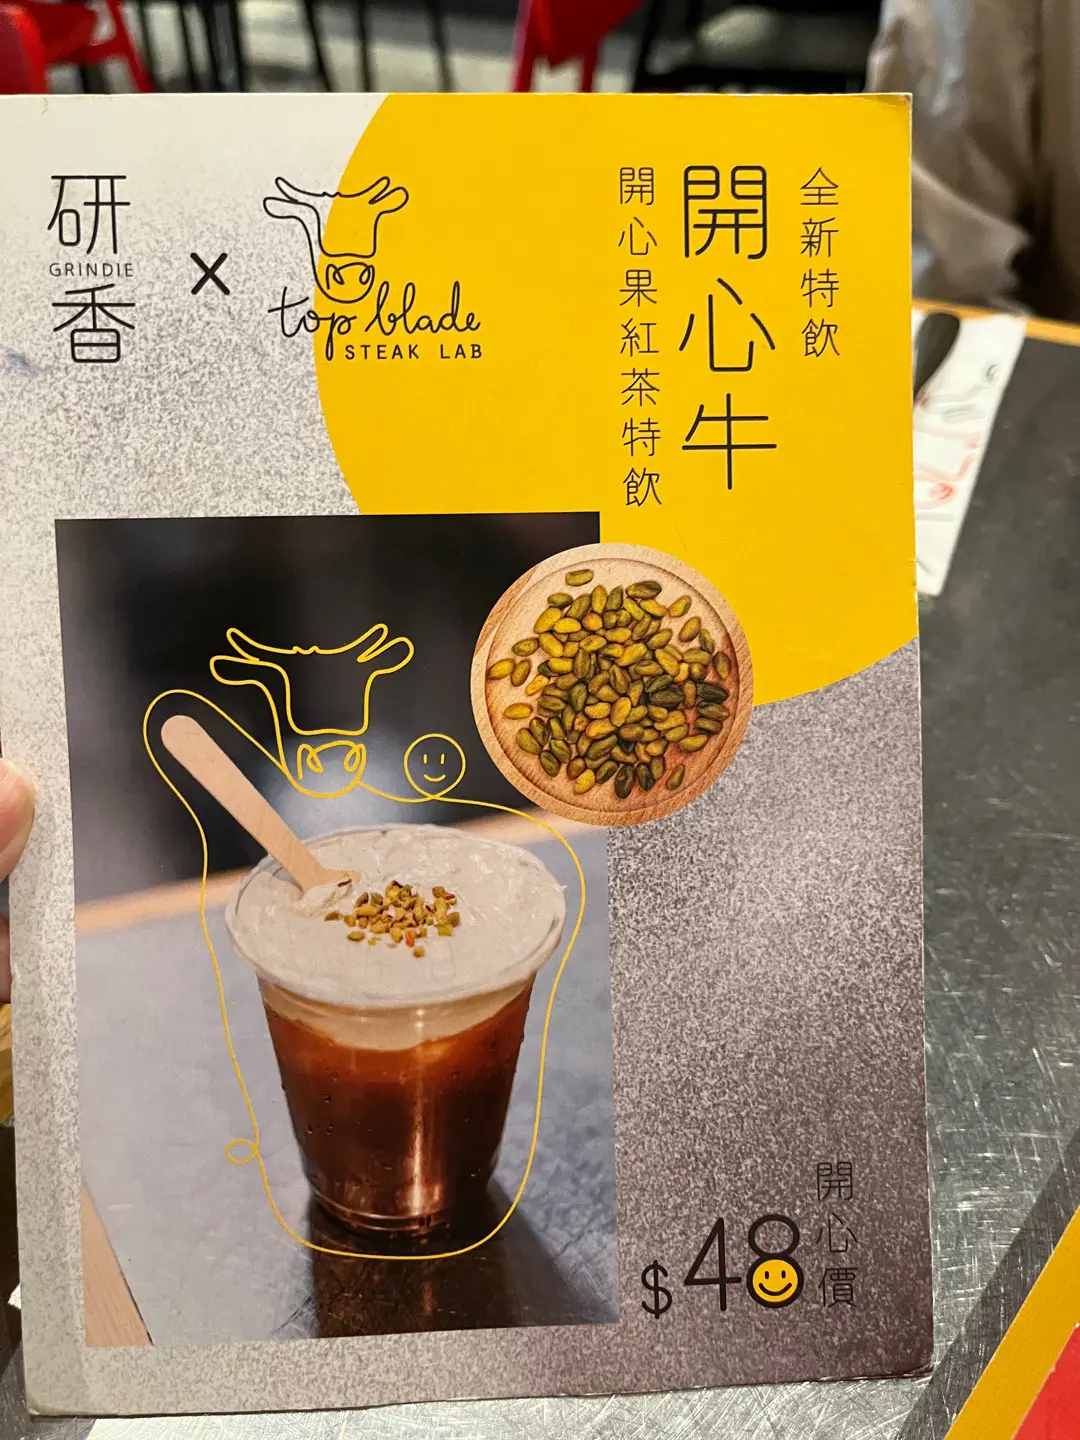 研
GRINDIE
香
x
top blade
STEAK LAB
全新特飲
開心牛
開心果紅茶特飲
$48
開心價